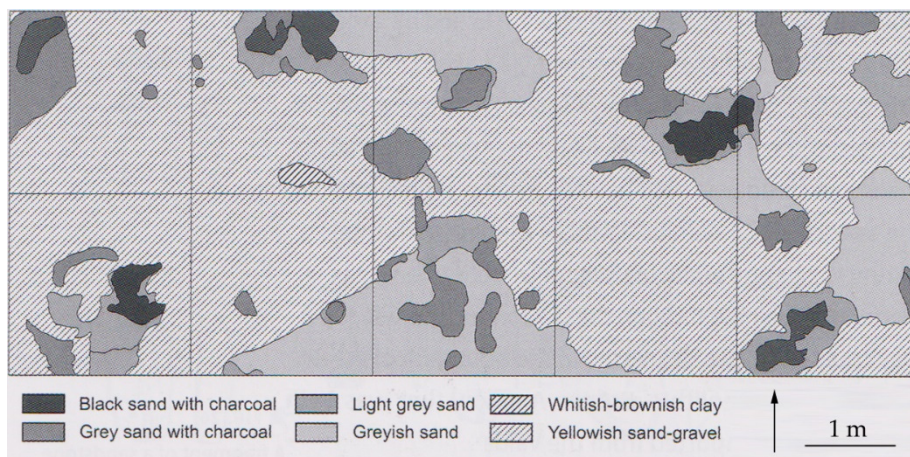 Black sand with charcoal
Light grey sand
Whitish-brownish clay
Grey sand with charcoal
Greyish sand
Yellowish sand-gravel
1 m